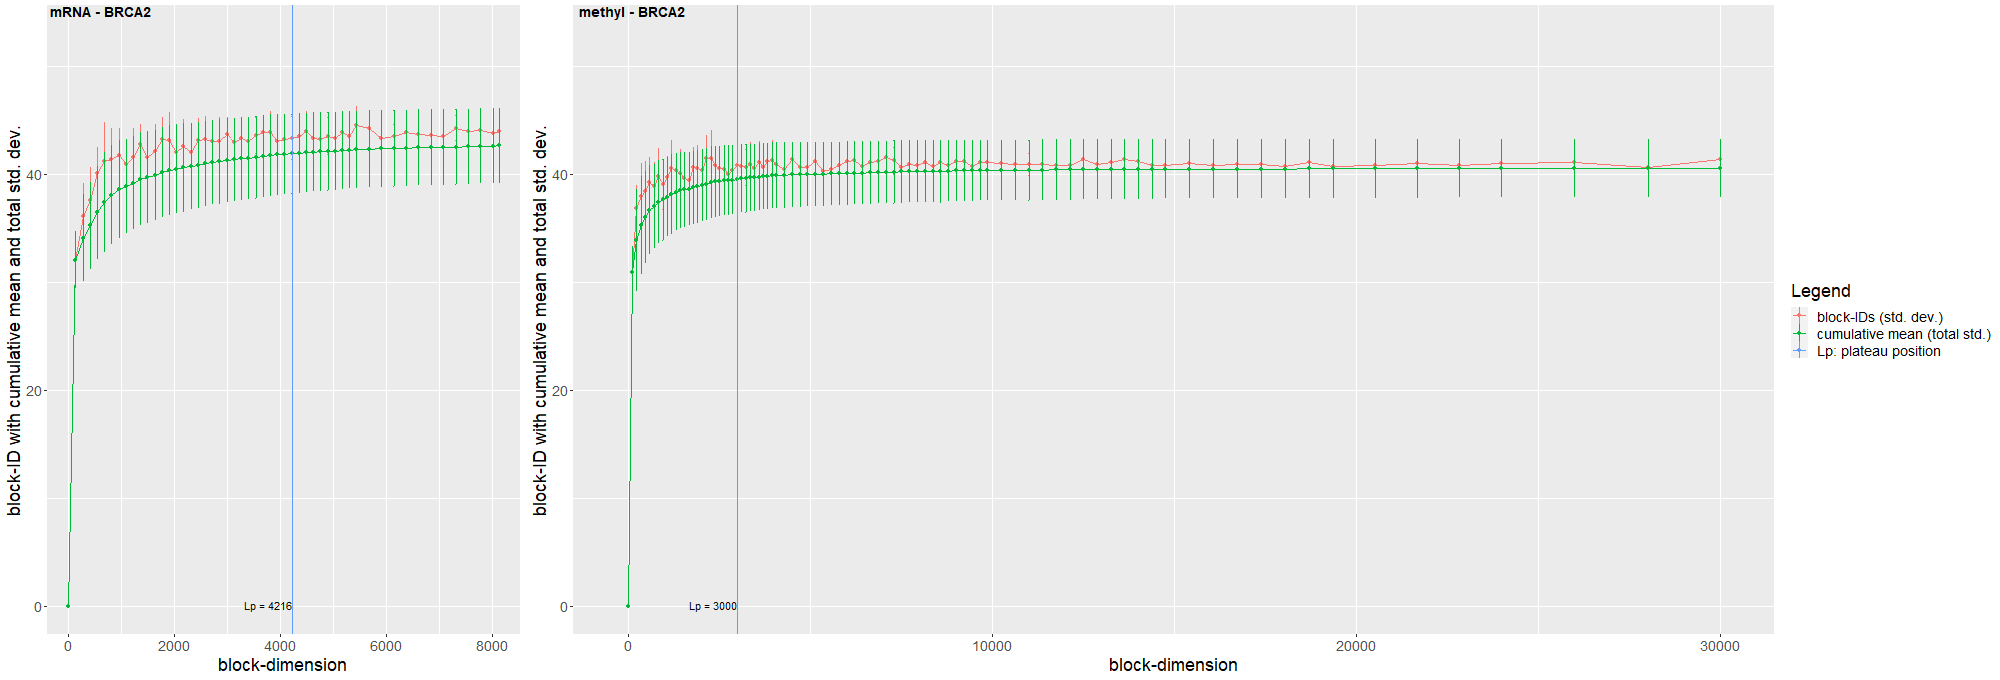 mRNA - BRCA2
block-ID with cumulative mean and total std. dev.
40
20
0
Lp = 4216
0 2000 4000 6000 8000
block-dimension
methyl - BRCA2
block-ID with cumulative mean and total std. dev.
40
20
0
Lp = 3000
0 10000 20000 30000
block-dimension
Legend
block-IDs (std. dev.)
cumulative mean (total std.)
Lp: plateau position